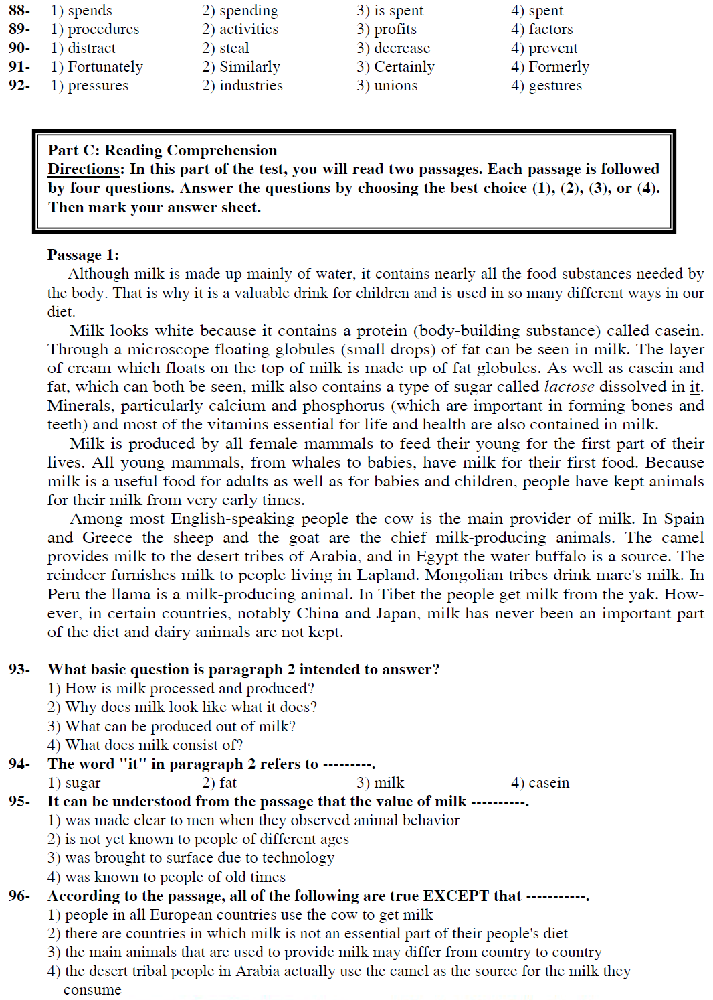 88- 1) spends 2) spending 3) is spent 4) spent
89- 1) procedures 2) activities 3) profits 4) factors
90- 1) distract 2) steal 3) decrease 4) prevent
91- 1) Fortunately 2) Similarly 3) Certainly 4) Formerly
92- 1) pressures 2) industries 3) unions 4) gestures
Part C: Reading Comprehension
Directions: In this part of the test, you will read two passages. Each passage is followed
by four questions. Answer the questions by choosing the best choice (1), (2), (3), or (4).
Then mark your answer sheet.
Passage 1:
Although milk is made up mainly of water, it contains nearly all the food substances needed by
the body. That is why it is a valuable drink for children and is used in so many different ways in our
diet.
Milk looks white because it contains a protein (body-building substance) called casein.
Through a microscope floating globules (small drops) of fat can be seen in milk. The layer
of cream which floats on the top of milk is made up of fat globules. As well as casein and
fat, which can both be seen, milk also contains a type of sugar called lactose dissolved in it.
Minerals, particularly calcium and phosphorus (which are important in forming bones and
teeth) and most of the vitamins essential for life and health are also contained in milk.
Milk is produced by all female mammals to feed their young for the first part of their
lives. All young mammals, from whales to babies, have milk for their first food. Because
milk is a useful food for adults as well as for babies and children, people have kept animals
for their milk from very early times.
Among most English-speaking people the cow is the main provider of milk. In Spain
and Greece the sheep and the goat are the chief milk-producing animals. The camel
provides milk to the desert tribes of Arabia, and in Egypt the water buffalo is a source. The
reindeer furnishes milk to people living in Lapland. Mongolian tribes drink mare's milk. In
Peru the llama is a milk-producing animal. In Tibet the people get milk from the yak. How-
ever, in certain countries, notably China and Japan, milk has never been an important part
of the diet and dairy animals are not kept.
93- What basic question is paragraph 2 intended to answer?
1) How is milk processed and produced?
2) Why does milk look like what it does?
3) What can be produced out of milk?
4) What does milk consist of?
94- The word "it" in paragraph 2 refers to ---------.
1) sugar 2) fat 3) milk 4) casein
95- It can be understood from the passage that the value of milk ----------.
1) was made clear to men when they observed animal behavior
2) is not yet known to people of different ages
3) was brought to surface due to technology
4) was known to people of old times
96- According to the passage, all of the following are true EXCEPT that -----------.
1) people in all European countries use the cow to get milk
2) there are countries in which milk is not an essential part of their people's diet
3) the main animals that are used to provide milk may differ from country to country
4) the desert tribal people in Arabia actually use the camel as the source for the milk they
consume